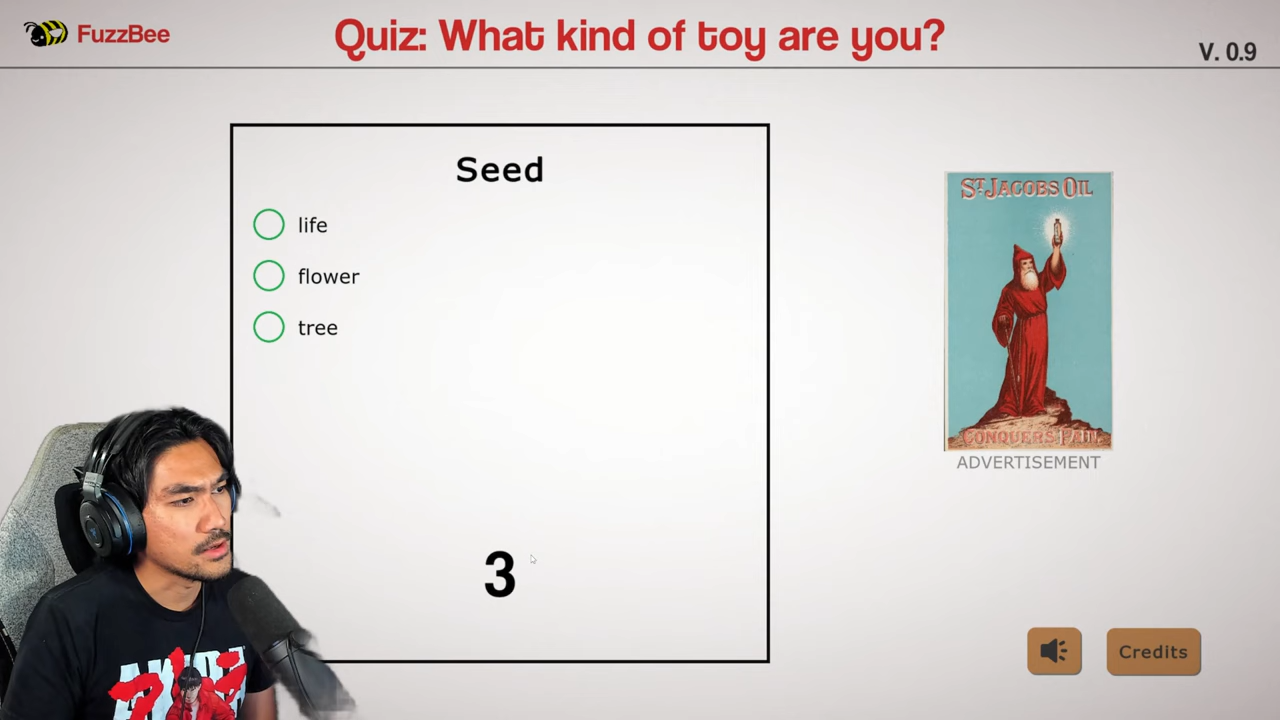 FuzzBee
Quiz: What kind of toy are you?
V. 0.9
Seed
life
flower
tree
3
ST. JACOBS OIL
CONQUERS PAIN
ADVERTISEMENT
Credits